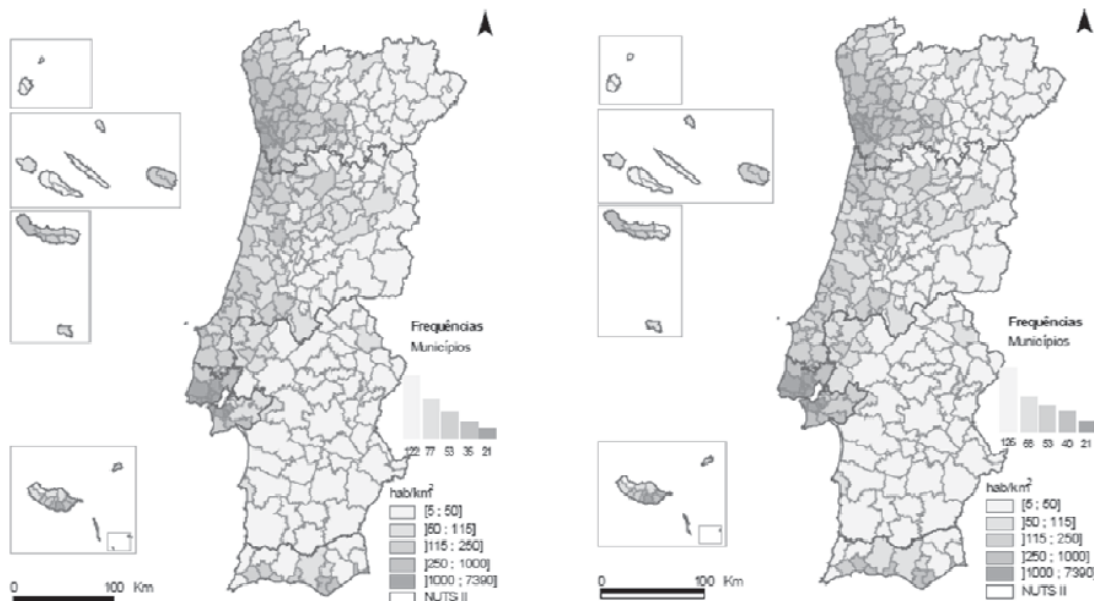 Frequências
Municípios
122 77 53 35 21
hab/km²
[5 ; 50]
]50 ; 115]
]115 ; 250]
]250 ; 1000]
]1000 ; 7390]
NUTS II
0 100 Km
Frequências
Municípios
125 68 53 40 21
hab/km²
[5 ; 50]
]50 ; 115]
]115 ; 250]
]250 ; 1000]
]1000 ; 7390]
NUTS II
0 100 Km